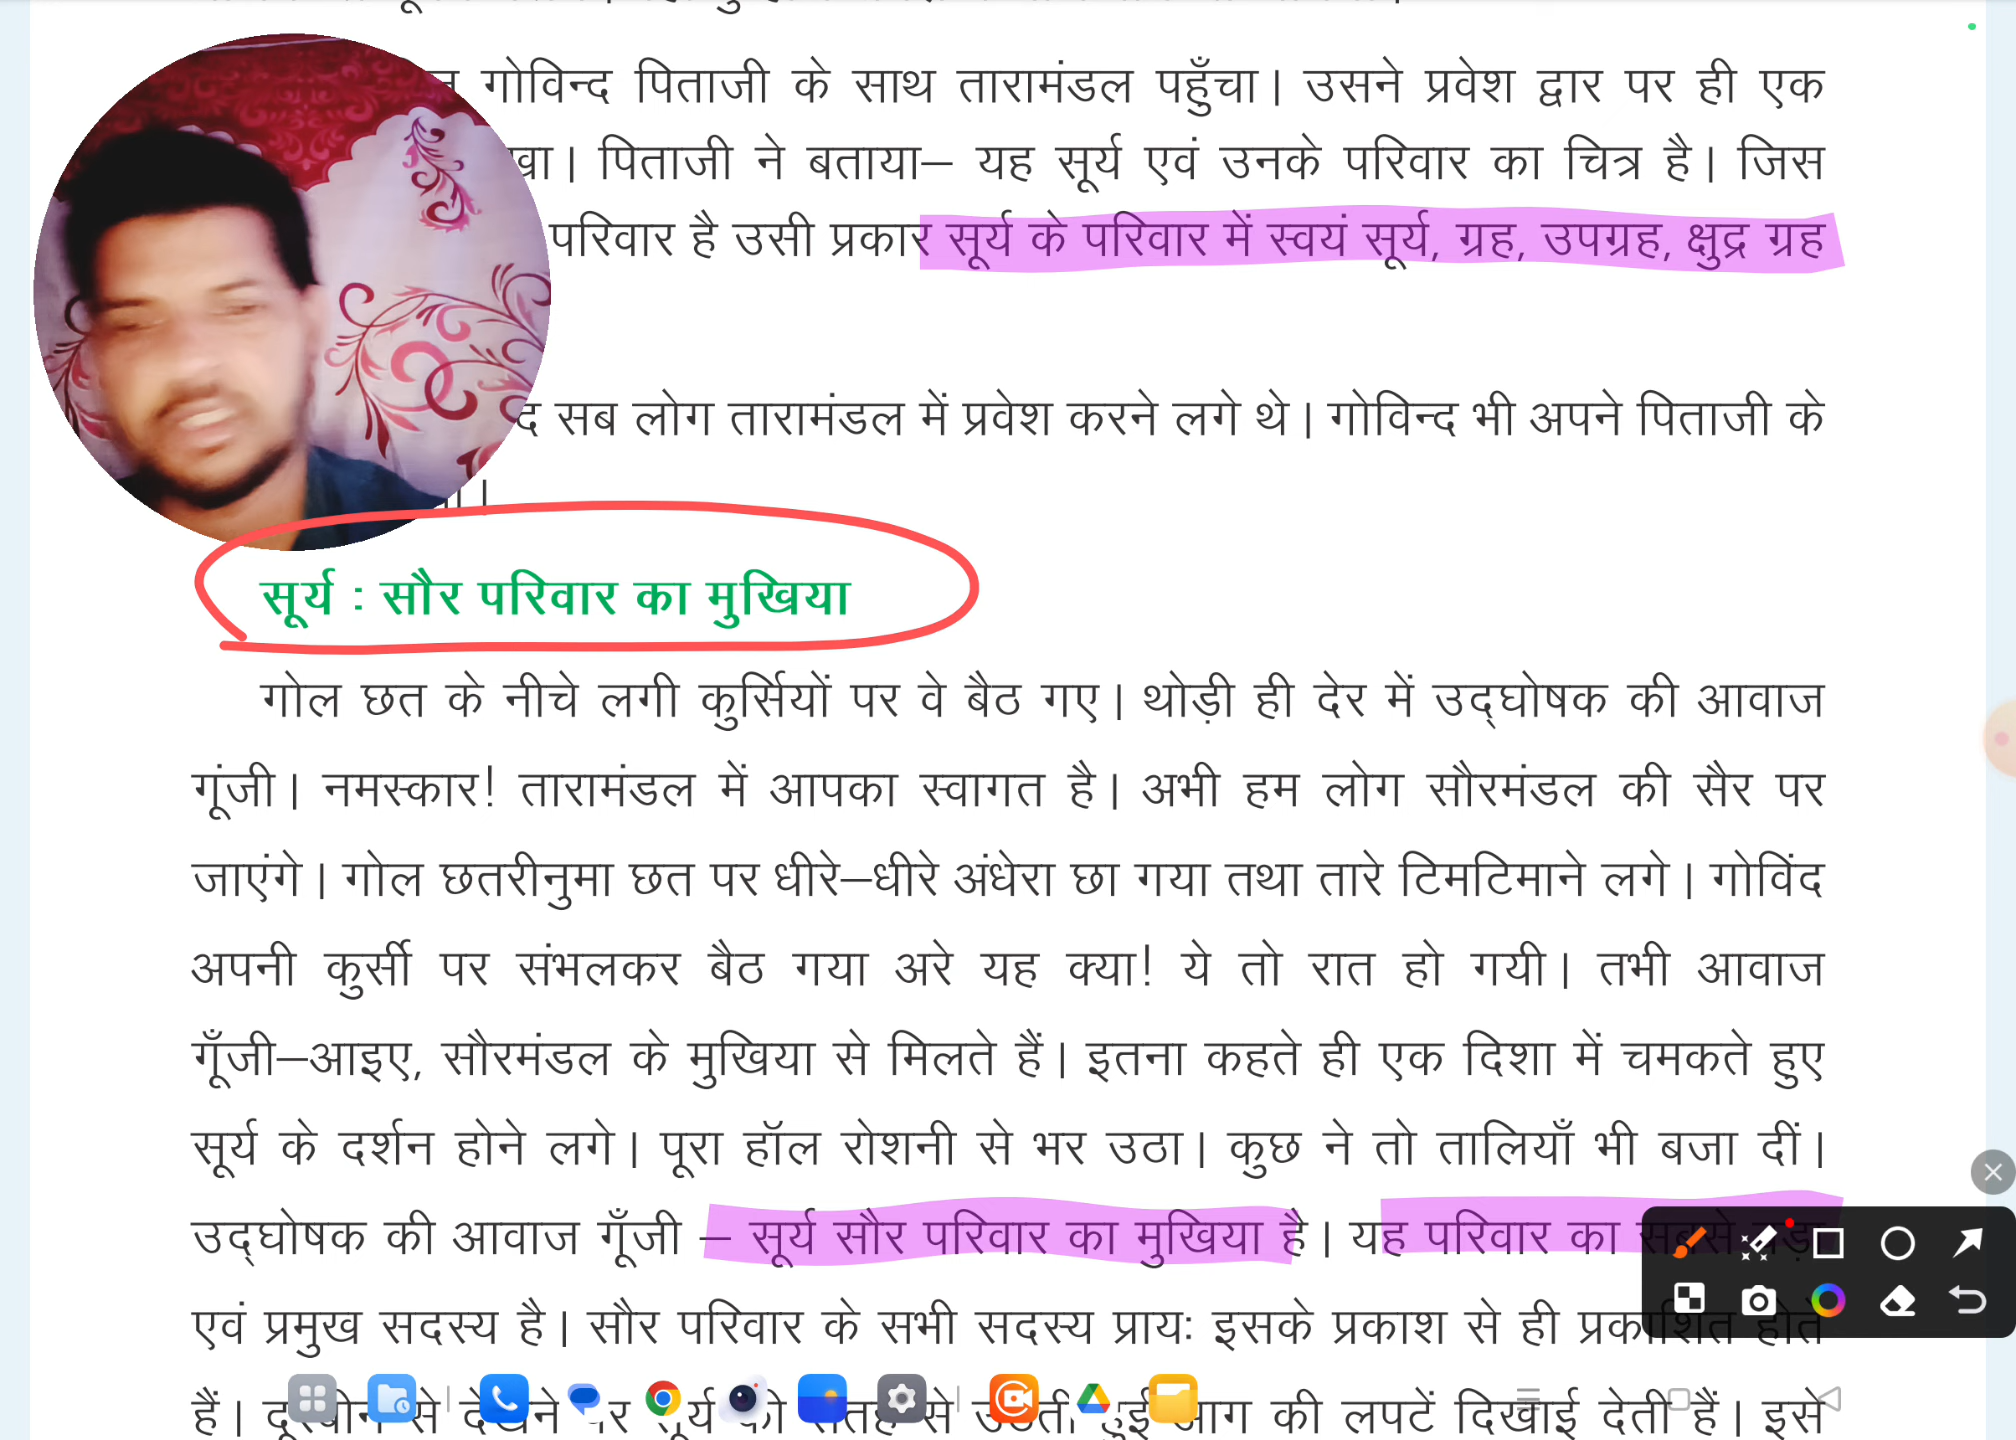 गोविन्द पिताजी के साथ तारामंडल पहुँचा। उसने प्रवेश द्वार पर ही एक
पिताजी ने बताया– यह सूर्य एवं उनके परिवार का चित्र है। जिस
परिवार है उसी प्रकार सूर्य के परिवार में स्वयं सूर्य, ग्रह, उपग्रह, क्षुद्र ग्रह
सब लोग तारामंडल में प्रवेश करने लगे थे। गोविन्द भी अपने पिताजी के
सूर्य : सौर परिवार का मुखिया
गोल छत के नीचे लगी कुर्सियों पर वे बैठ गए। थोड़ी ही देर में उद्घोषक की आवाज
गूंजी। नमस्कार! तारामंडल में आपका स्वागत है। अभी हम लोग सौरमंडल की सैर पर
जाएंगे। गोल छतरीनुमा छत पर धीरे–धीरे अंधेरा छा गया तथा तारे टिमटिमाने लगे। गोविंद
अपनी कुर्सी पर संभलकर बैठ गया अरे यह क्या! ये तो रात हो गयी। तभी आवाज
गूँजी–आइए, सौरमंडल के मुखिया से मिलते हैं। इतना कहते ही एक दिशा में चमकते हुए
सूर्य के दर्शन होने लगे। पूरा हॉल रोशनी से भर उठा। कुछ ने तो तालियाँ भी बजा दीं।
उद्घोषक की आवाज गूँजी – सूर्य सौर परिवार का मुखिया है। यह परिवार का सबसे बड़ा
एवं प्रमुख सदस्य है। सौर परिवार के सभी सदस्य प्रायः इसके प्रकाश से ही प्रकाशित होते
हैं। से सूर्य की से हुई आग की लपटें दिखाई देती हैं। इसे